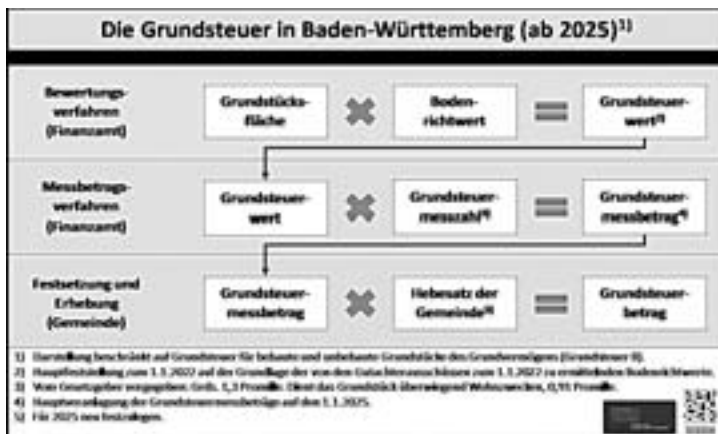 Die Grundsteuer in Baden-Württemberg (ab 2025)1)
Bewertungs-
verfahren
(Finanzamt)
Grundstücks-
fläche
Boden-
richtwert
Grundsteuer-
wert2)
Messbetrags-
verfahren
(Finanzamt)
Grundsteuer-
wert
Grundsteuer-
messzahl3)
Grundsteuer-
messbetrag4)
Festsetzung und
Erhebung
(Gemeinde)
Grundsteuer-
messbetrag
Hebesatz der
Gemeinde5)
Grundsteuer-
betrag
1) Darstellung beschränkt auf Grundsteuer für bebaute und unbebaute Grundstücke des Grundvermögens (Grundsteuer B).
2) Hauptfeststellung zum 1.1.2022 auf der Grundlage der von den Gutachterausschüssen zum 1.1.2022 zu ermittelnden Bodenrichtwerte.
3) Vom Gesetzgeber vorgegeben: Grds. 1,3 Promille. Dient das Grundstück überwiegend Wohnzwecken, 0,91 Promille.
4) Hauptveranlagung der Grundsteuermessbeträge auf den 1.1.2025.
5) Für 2025 neu festzulegen.